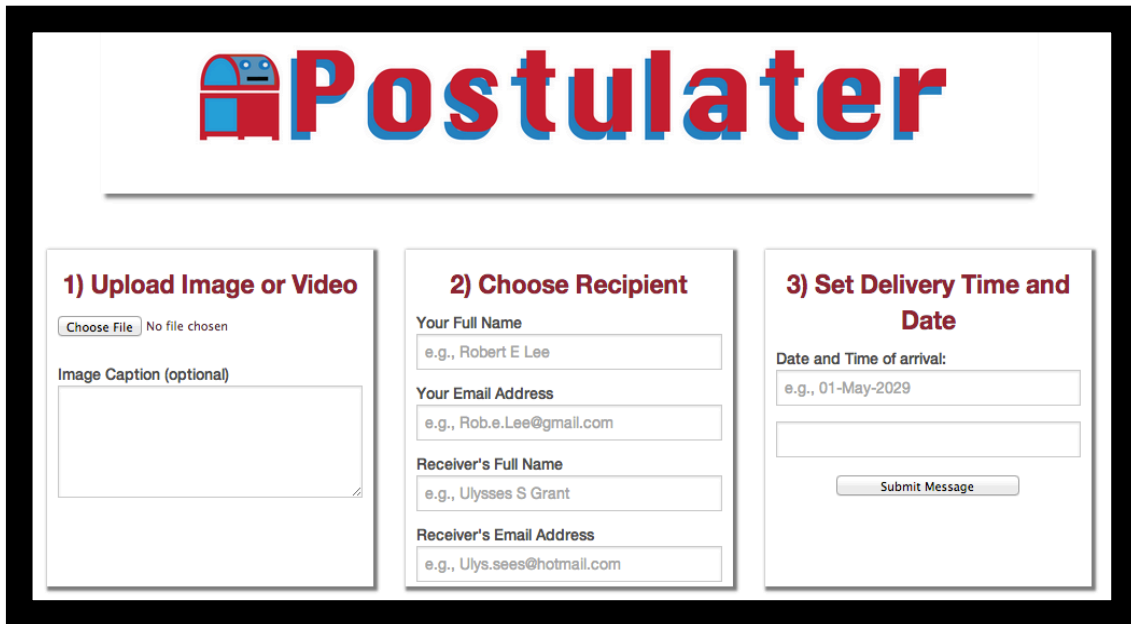 Postulater
1) Upload Image or Video
Choose File No file chosen
Image Caption (optional)
2) Choose Recipient
Your Full Name
e.g., Robert E Lee
Your Email Address
e.g., Rob.e.Lee@gmail.com
Receiver's Full Name
e.g., Ulysses S Grant
Receiver's Email Address
e.g., Ulys.sees@hotmail.com
3) Set Delivery Time and
Date
Date and Time of arrival:
e.g., 01-May-2029
Submit Message